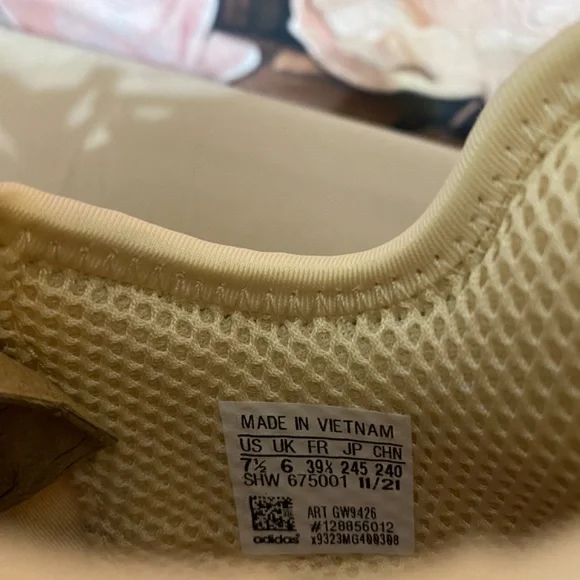 MADE IN VIETNAM
US UK FR JP CHN
7½ 6 39⅓ 245 240
SHW 675001 11/21
ART GW9426
#128856012
adidas x9323MG400308